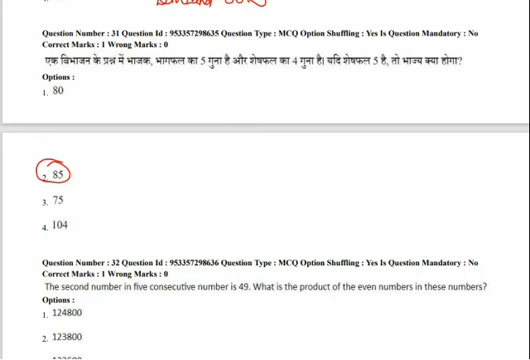 Question Number : 31 Question Id : 953357298635 Question Type : MCQ Option Shuffling : Yes Is Question Mandatory : No
Correct Marks : 1 Wrong Marks : 0
एक विभाजन के प्रश्न में भाजक, भागफल का 5 गुना है और शेषफल का 4 गुना है। यदि शेषफल 5 है, तो भाज्य क्या होगा?
Options :
1. 80
2. 85
3. 75
4. 104
Question Number : 32 Question Id : 953357298636 Question Type : MCQ Option Shuffling : Yes Is Question Mandatory : No
Correct Marks : 1 Wrong Marks : 0
The second number in five consecutive number is 49. What is the product of the even numbers in these numbers?
Options :
1. 124800
2. 123800